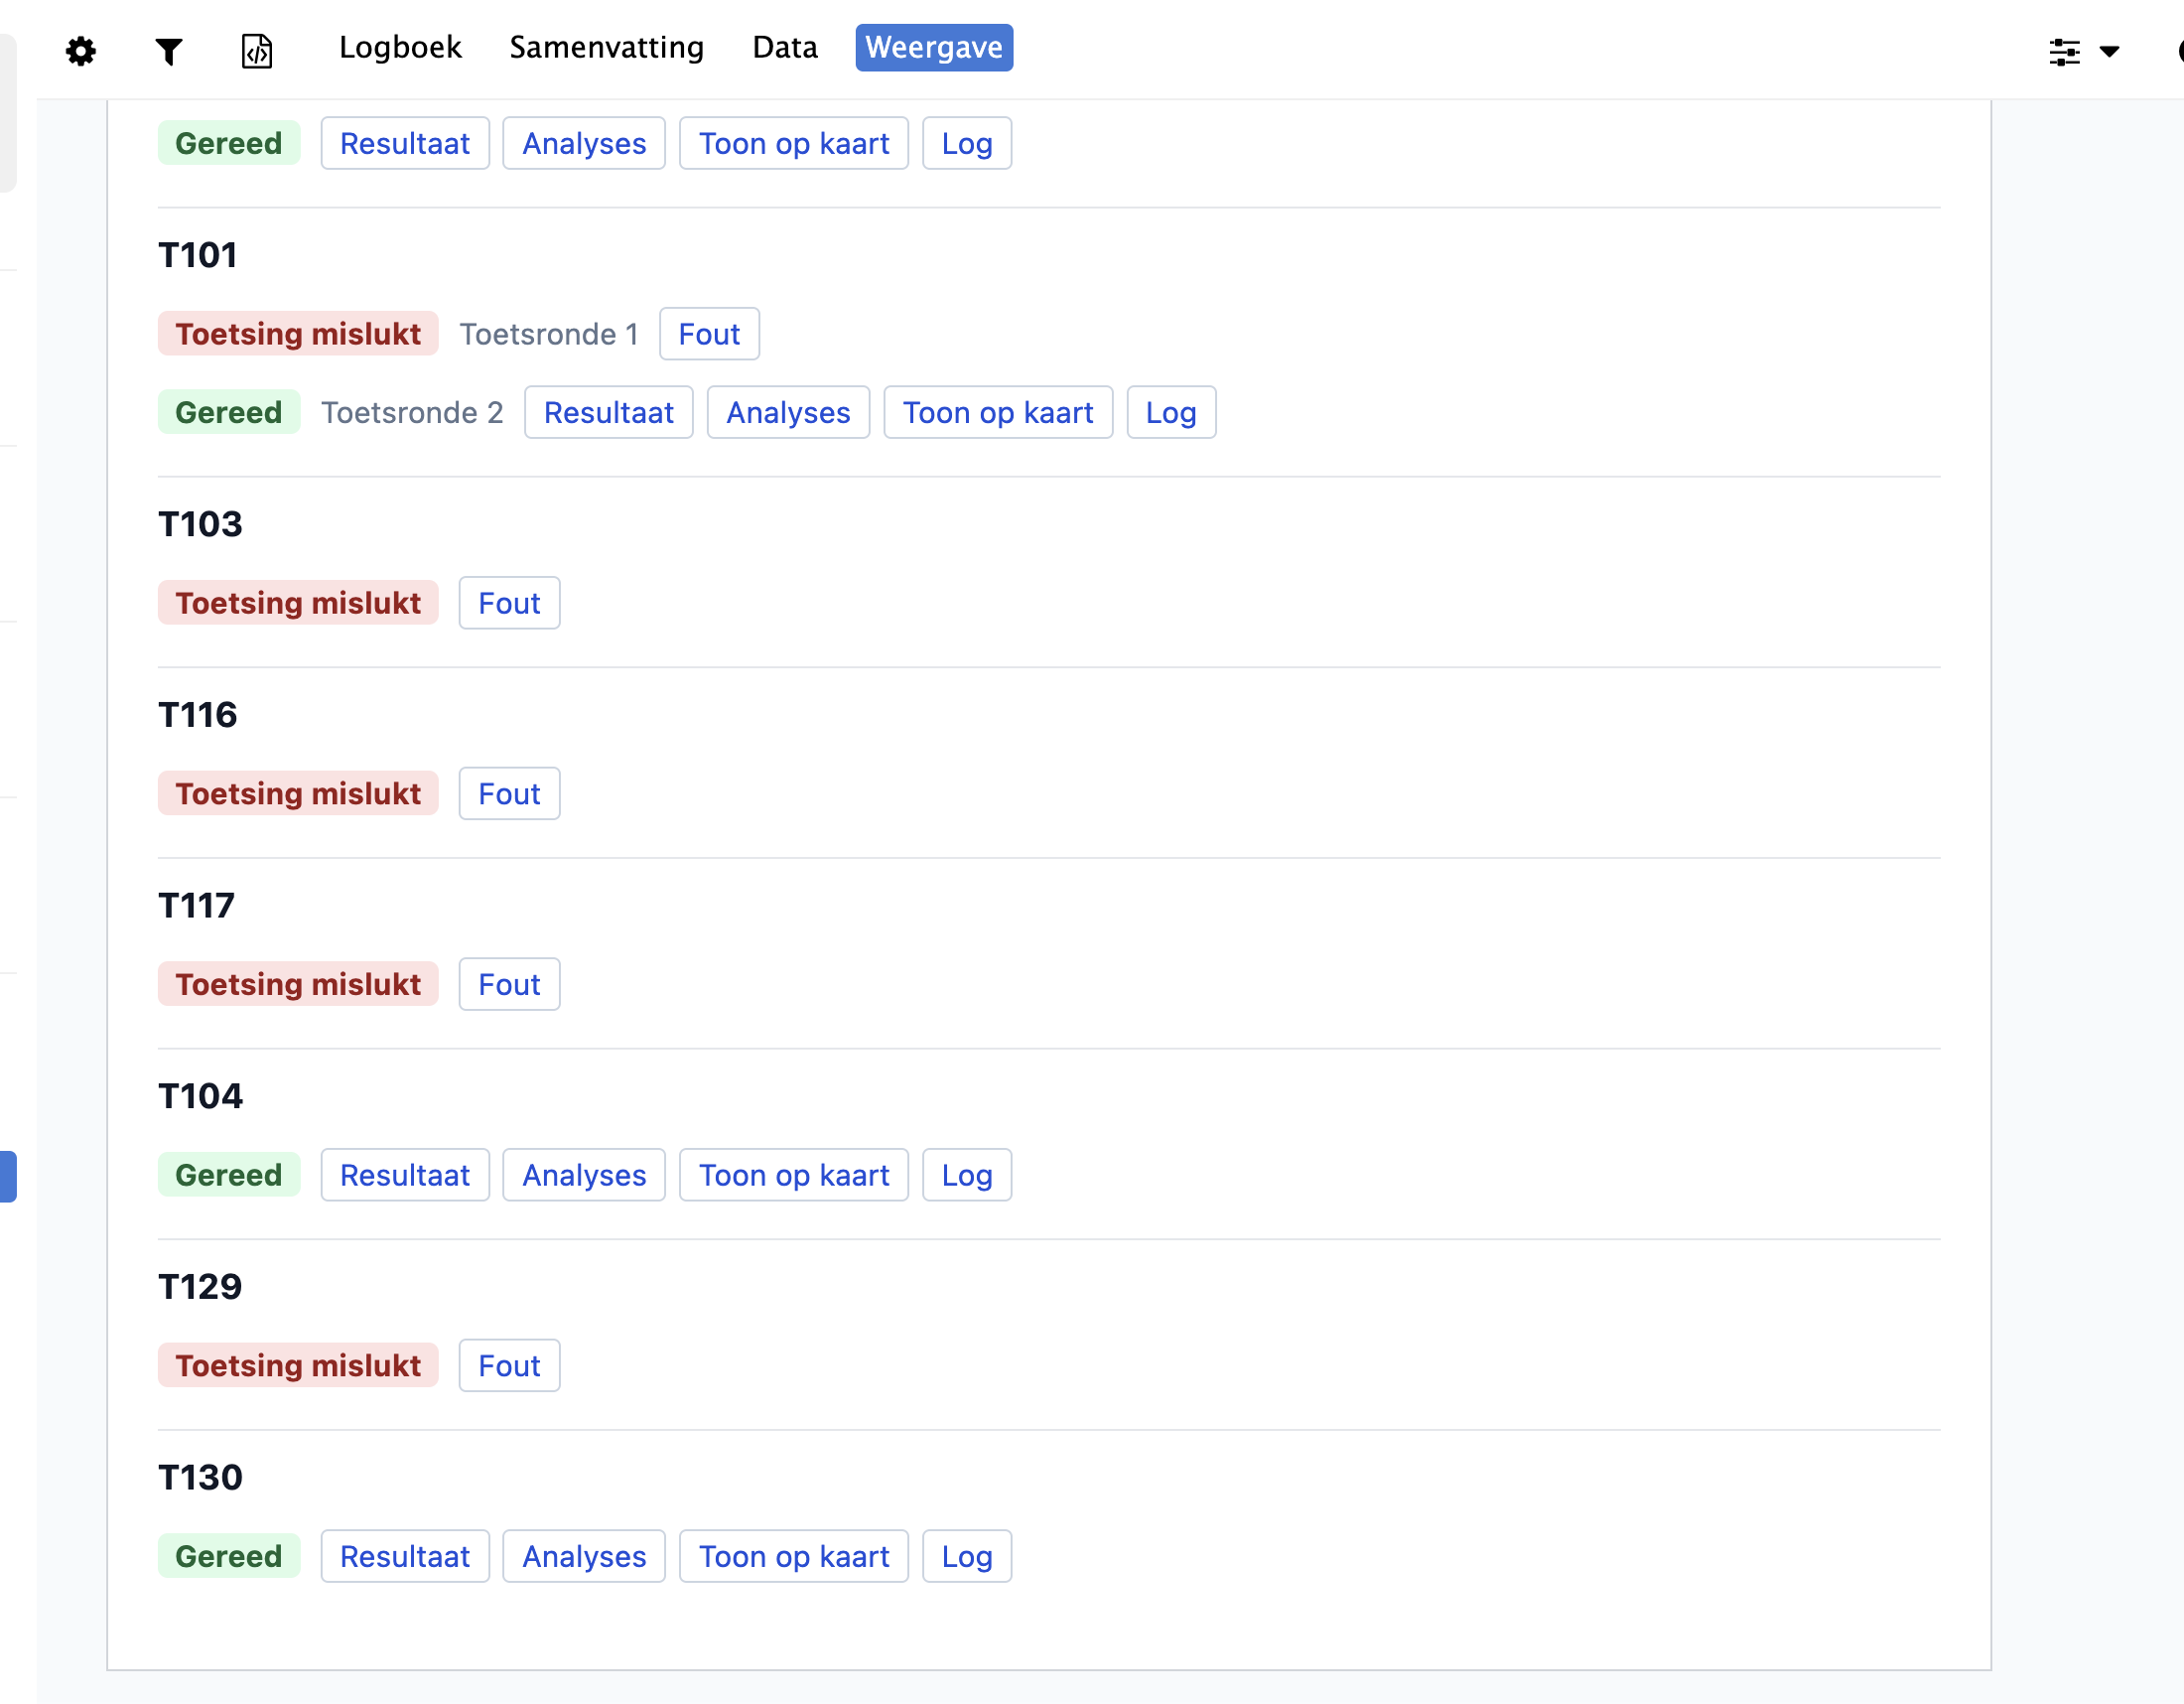 Logboek Samenvatting Data Weergave
Gereed Resultaat Analyses Toon op kaart Log
T101
Toetsing mislukt Toetsronde 1 Fout
Gereed Toetsronde 2 Resultaat Analyses Toon op kaart Log
T103
Toetsing mislukt Fout
T116
Toetsing mislukt Fout
T117
Toetsing mislukt Fout
T104
Gereed Resultaat Analyses Toon op kaart Log
T129
Toetsing mislukt Fout
T130
Gereed Resultaat Analyses Toon op kaart Log